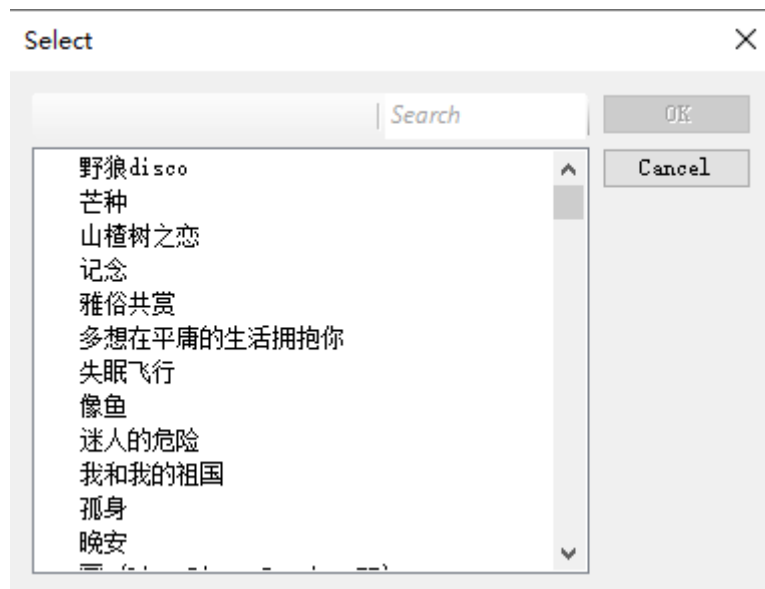 Select
Search
OK
野狼disco
Cancel
芒种
山楂树之恋
记念
雅俗共赏
多想在平庸的生活拥抱你
失眠飞行
像鱼
迷人的危险
我和我的祖国
孤身
晚安